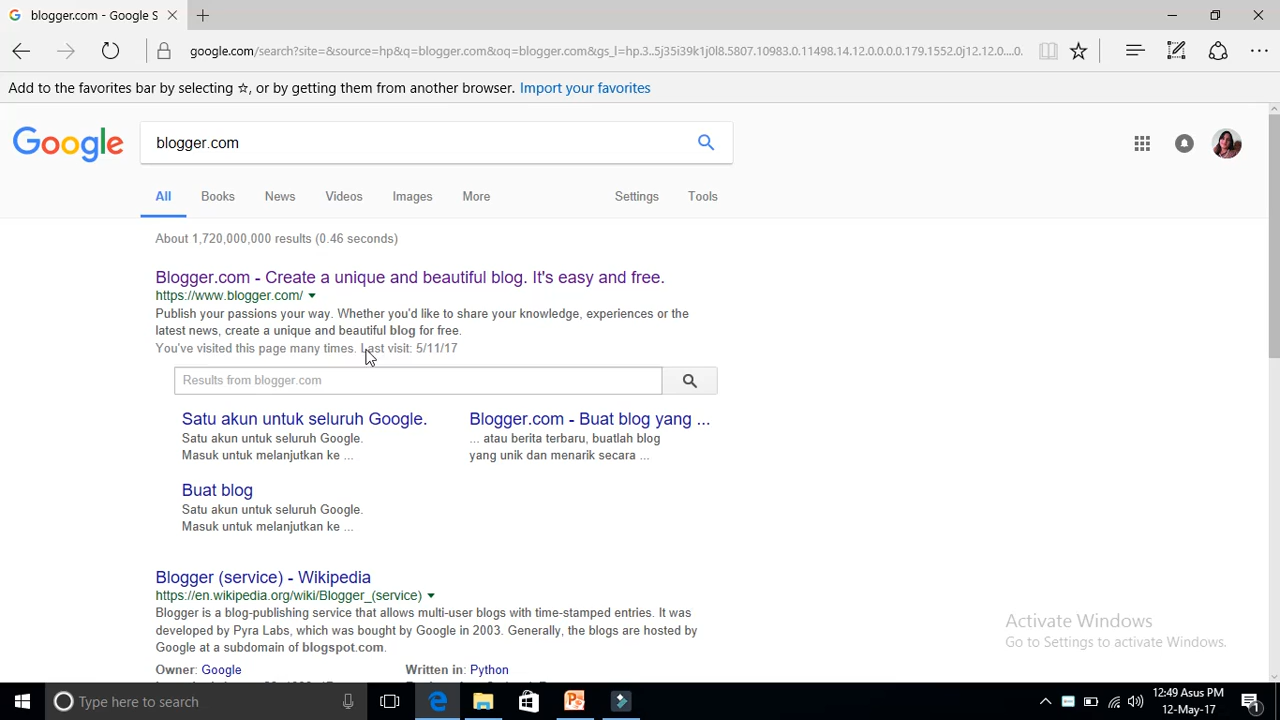 blogger.com - Google S
google.com/search?site=&source=hp&q=blogger.com&oq=blogger.com&gs_l=hp.3..5j35i39k1j0l8.5807.10983.0.11498.14.12.0.0.0.0.179.1552.0j12.12.0....0.
Add to the favorites bar by selecting ☆, or by getting them from another browser. Import your favorites
Google
blogger.com
All Books News Videos Images More Settings Tools
About 1,720,000,000 results (0.46 seconds)
Blogger.com - Create a unique and beautiful blog. It's easy and free.
https://www.blogger.com/
Publish your passions your way. Whether you'd like to share your knowledge, experiences or the
latest news, create a unique and beautiful blog for free.
You've visited this page many times. Last visit: 5/11/17
Results from blogger.com
Satu akun untuk seluruh Google.
Satu akun untuk seluruh Google.
Masuk untuk melanjutkan ke ...
Blogger.com - Buat blog yang ...
... atau berita terbaru, buatlah blog
yang unik dan menarik secara ...
Buat blog
Satu akun untuk seluruh Google.
Masuk untuk melanjutkan ke ...
Blogger (service) - Wikipedia
https://en.wikipedia.org/wiki/Blogger_(service)
Blogger is a blog-publishing service that allows multi-user blogs with time-stamped entries. It was
developed by Pyra Labs, which was bought by Google in 2003. Generally, the blogs are hosted by
Google at a subdomain of blogspot.com.
Owner: Google Written in: Python
Activate Windows
Go to Settings to activate Windows.
Type here to search
12:49 Asus PM
12-May-17
1